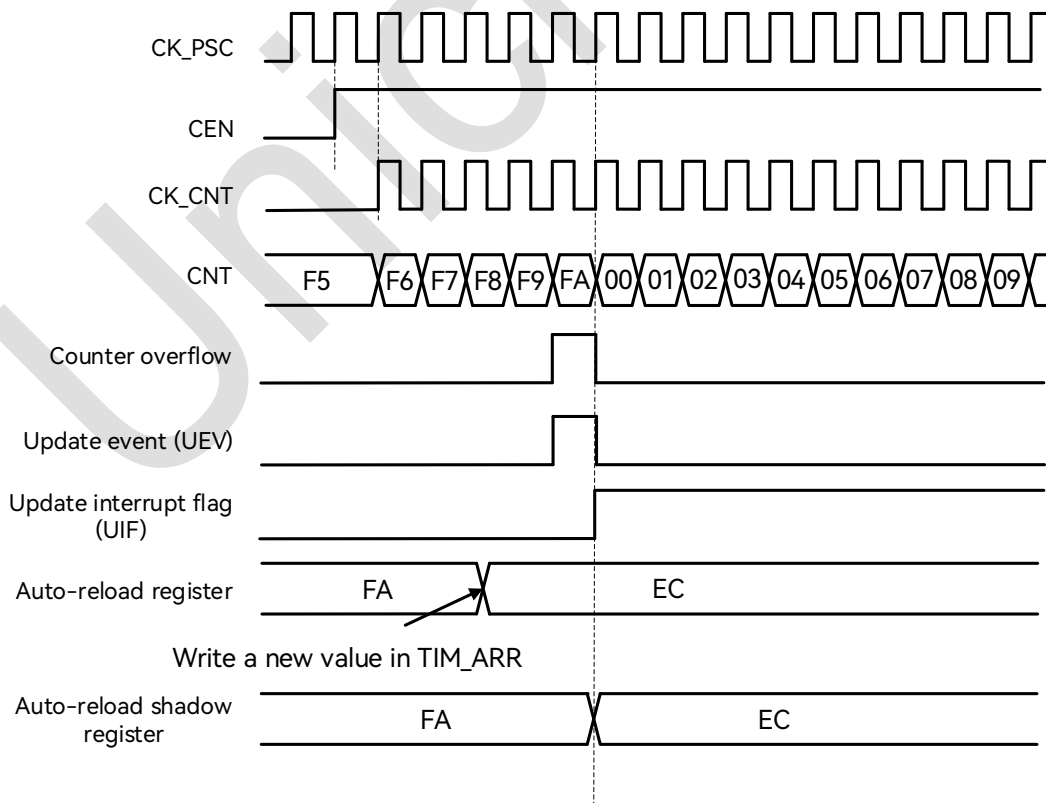 CK_PSC
CEN
CK_CNT
CNT
F5 F6 F7 F8 F9 FA 00 01 02 03 04 05 06 07 08 09
Counter overflow
Update event (UEV)
Update interrupt flag
(UIF)
Auto-reload register
FA EC
Write a new value in TIM_ARR
Auto-reload shadow
register
FA EC